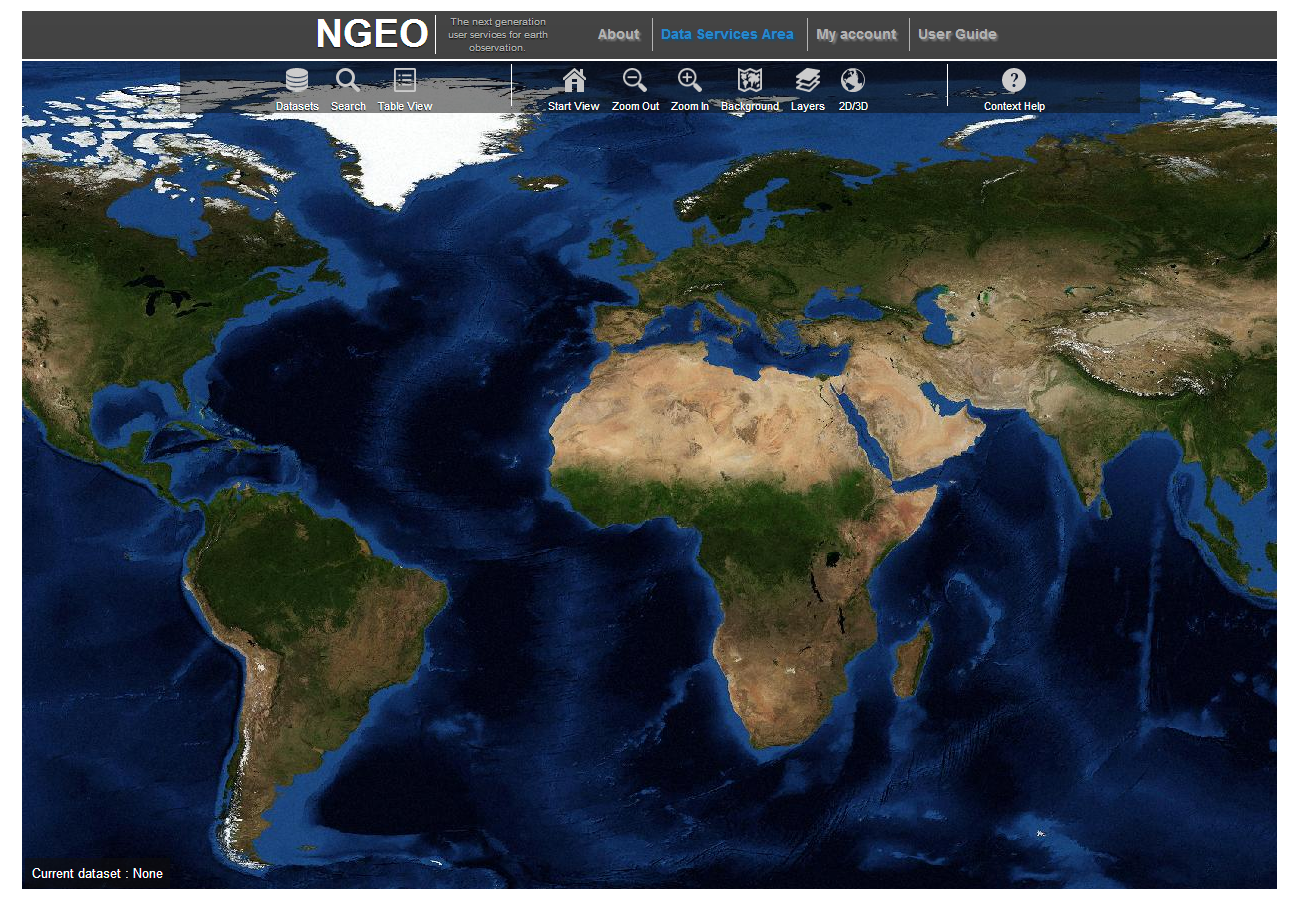 NGEO
The next generation
user services for earth
observation.
About
Data Services Area
My account
User Guide
Datasets
Search
Table View
Start View
Zoom Out
Zoom In
Background
Layers
2D/3D
?
Context Help
Current dataset : None